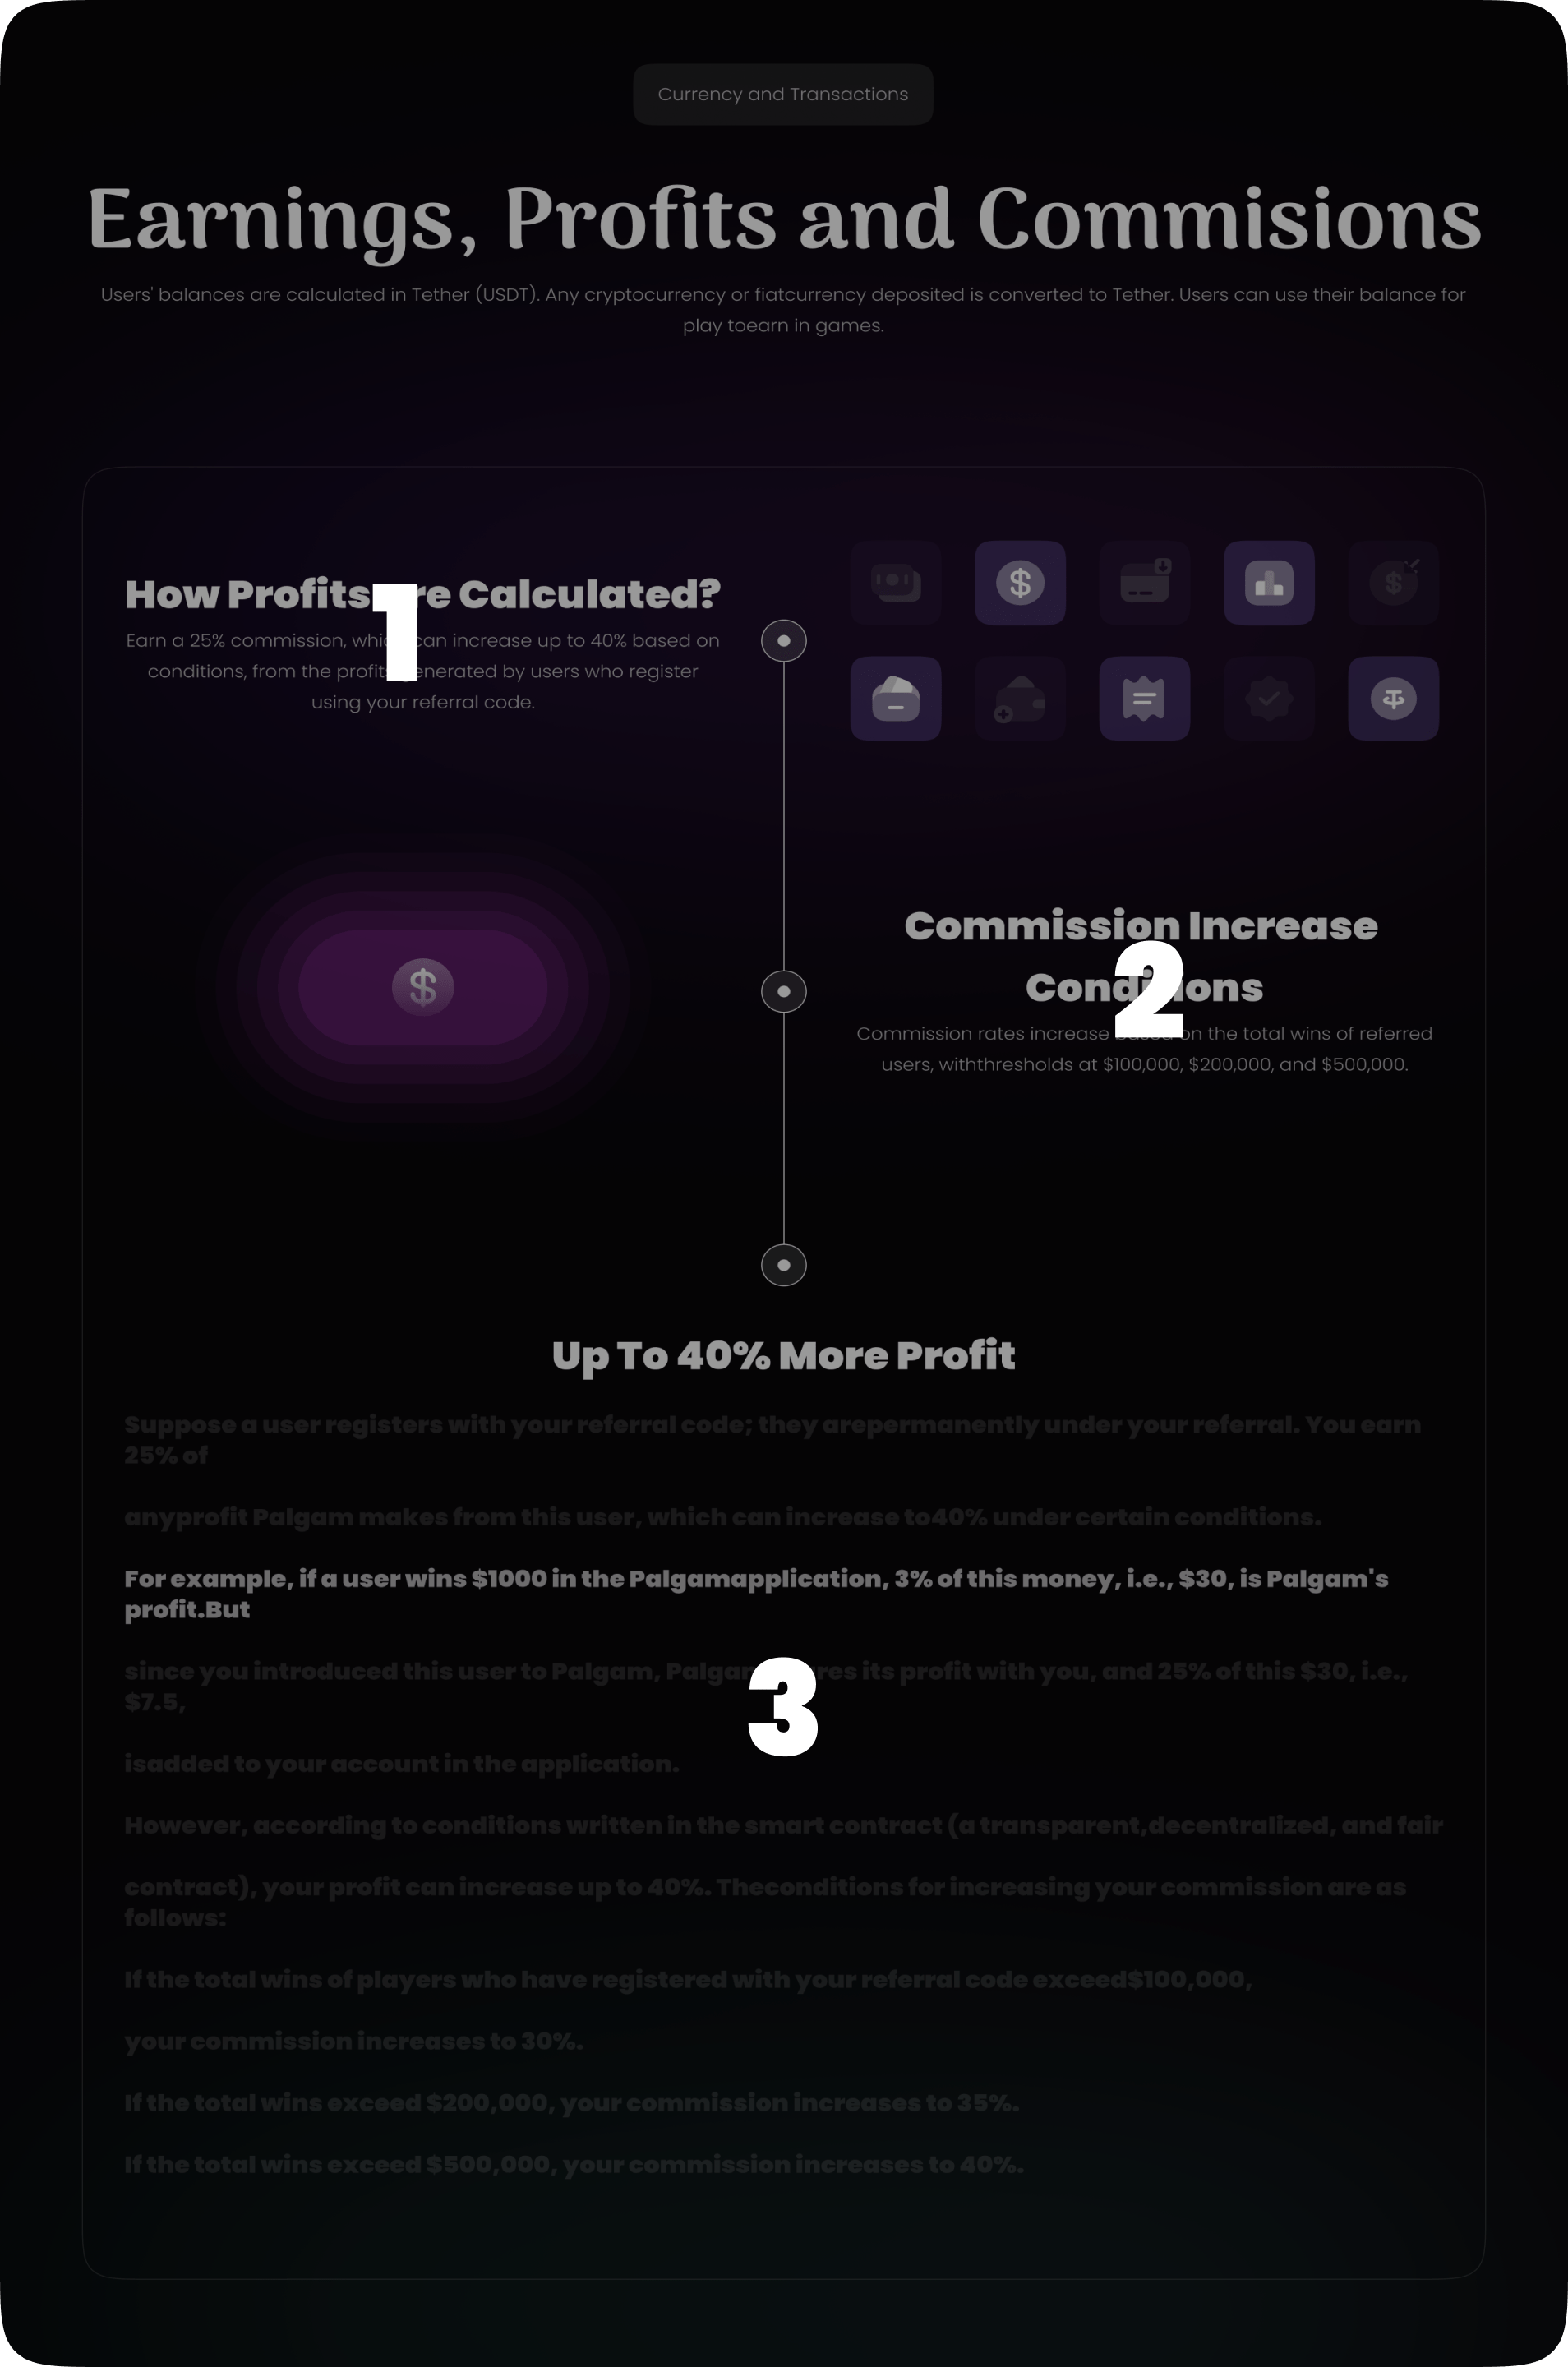 Currency and Transactions
Earnings, Profits and Commisions
Users' balances are calculated in Tether (USDT). Any cryptocurrency or fiatcurrency deposited is converted to Tether. Users can use their balance for
play toearn in games.
How Profits re Calculated?
1
Earn a 25% commission, whic can increase up to 40% based on
conditions, from the profits enerated by users who register
using your referral code.
Commission Increase
Conditions
2
Commission rates increase based on the total wins of referred
users, withthresholds at $100,000, $200,000, and $500,000.
Up To 40% More Profit
Suppose a user registers with your referral code; they arepermanently under your referral. You earn
25% of
anyprofit Palgam makes from this user, which can increase to40% under certain conditions.
For example, if a user wins $1000 in the Palgamapplication, 3% of this money, i.e., $30, is Palgam's
profit.But
since you introduced this user to Palgam, Palgam shares its profit with you, and 25% of this $30, i.e.,
$7.5,
3
isadded to your account in the application.
However, according to conditions written in the smart contract (a transparent,decentralized, and fair
contract), your profit can increase up to 40%. Theconditions for increasing your commission are as
follows:
If the total wins of players who have registered with your referral code exceed$100,000,
your commission increases to 30%.
If the total wins exceed $200,000, your commission increases to 35%.
If the total wins exceed $500,000, your commission increases to 40%.